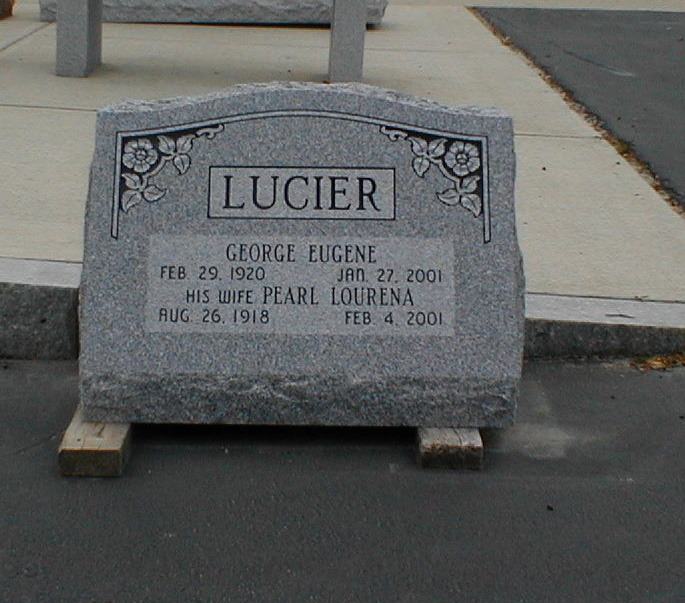 LUCIER
GEORGE EUGENE
FEB. 29, 1920 JAN. 27, 2001
HIS WIFE PEARL LOURENA
AUG. 26, 1918 FEB. 4, 2001